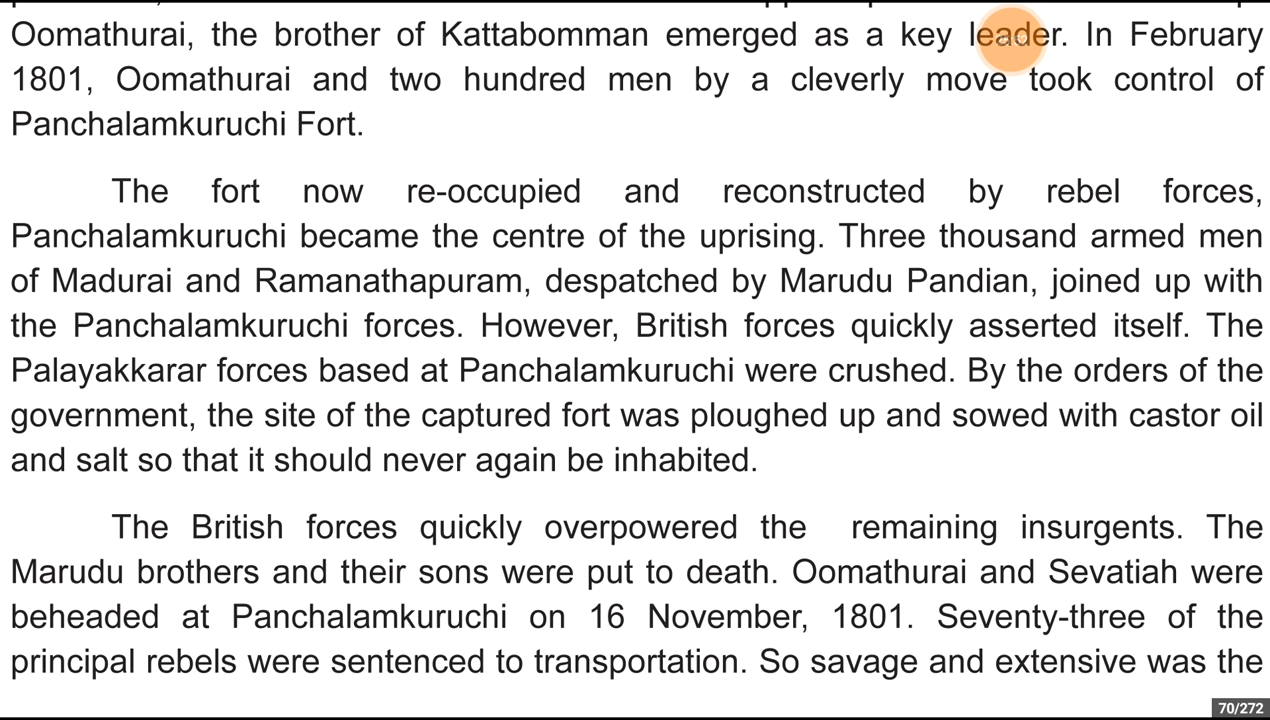 Oomathurai, the brother of Kattabomman emerged as a key leader. In February
1801, Oomathurai and two hundred men by a cleverly move took control of
Panchalamkuruchi Fort.
The fort now re-occupied and reconstructed by rebel forces,
Panchalamkuruchi became the centre of the uprising. Three thousand armed men
of Madurai and Ramanathapuram, despatched by Marudu Pandian, joined up with
the Panchalamkuruchi forces. However, British forces quickly asserted itself. The
Palayakkarar forces based at Panchalamkuruchi were crushed. By the orders of the
government, the site of the captured fort was ploughed up and sowed with castor oil
and salt so that it should never again be inhabited.
The British forces quickly overpowered the remaining insurgents. The
Marudu brothers and their sons were put to death. Oomathurai and Sevatiah were
beheaded at Panchalamkuruchi on 16 November, 1801. Seventy-three of the
principal rebels were sentenced to transportation. So savage and extensive was the
70/272